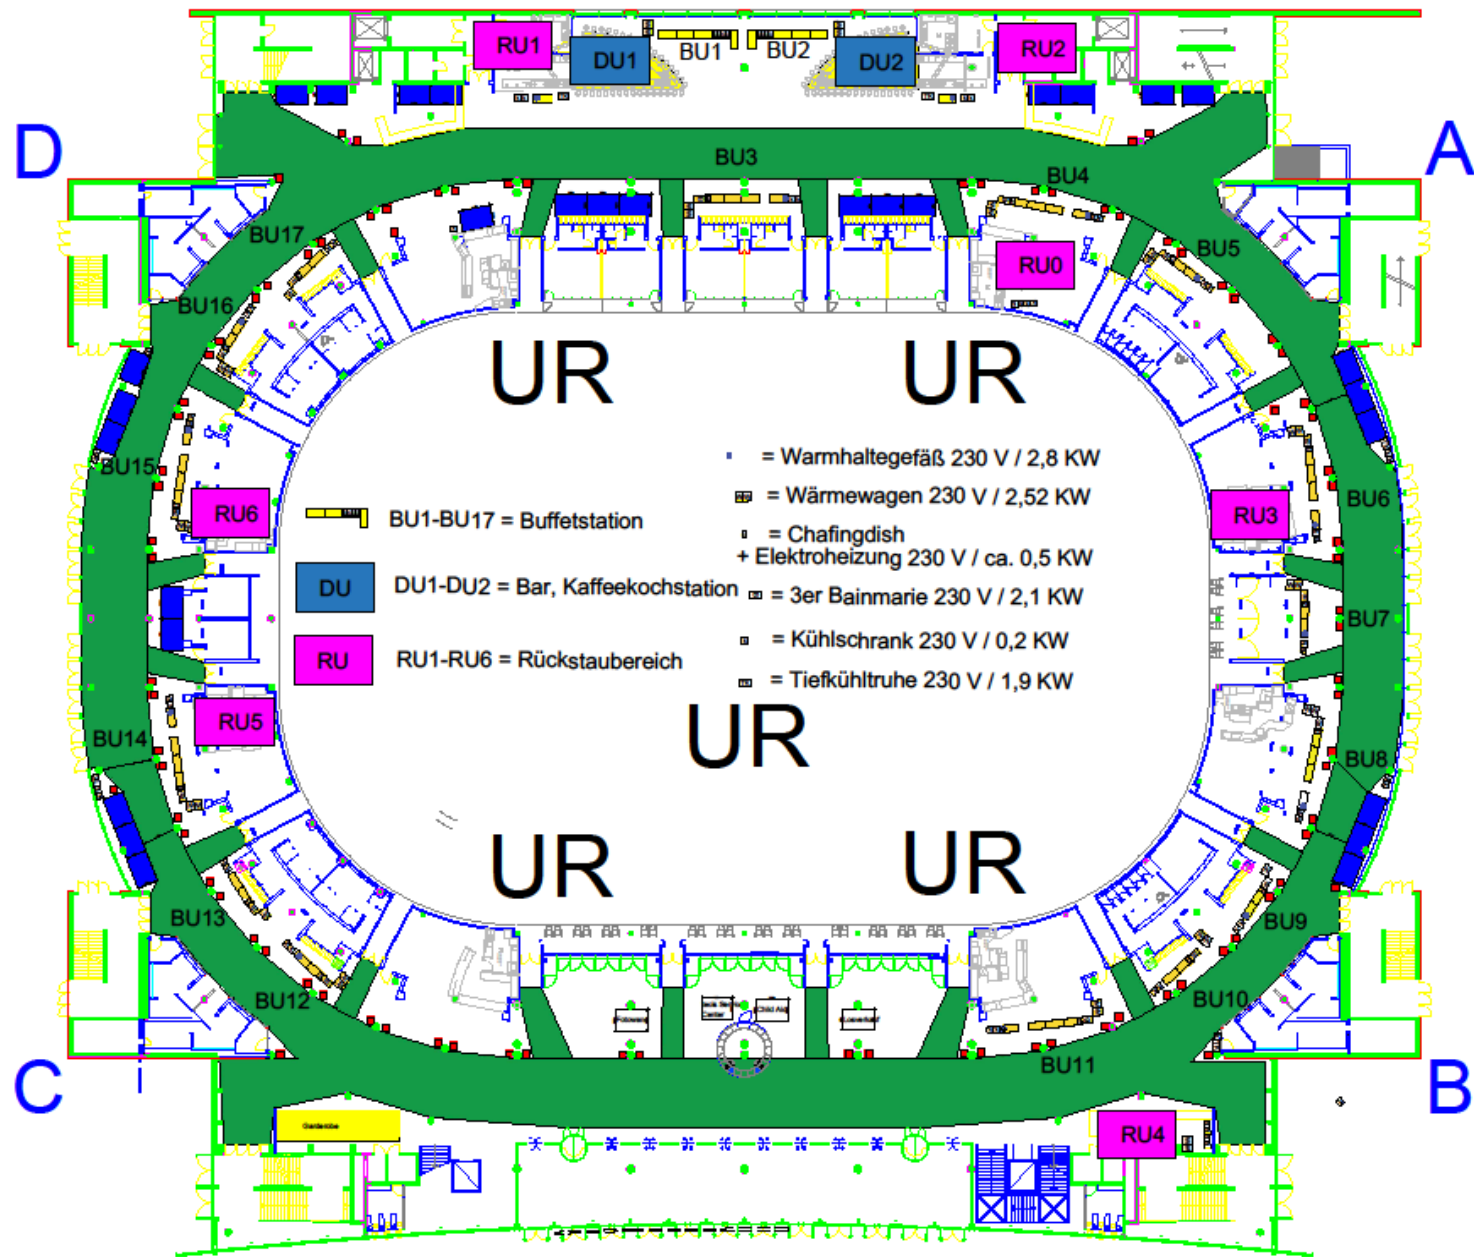 RU1
DU1
BU1
BU2
DU2
RU2
D
A
BU3
BU4
BU17
BU5
RU0
BU16
UR
UR
BU15
BU6
RU6
RU3
BU1-BU17 = Buffetstation
DU
DU1-DU2 = Bar, Kaffeekochstation
RU
RU1-RU6 = Rückstaubereich
= Warmhaltegefäß 230 V / 2,8 KW
= Wärmewagen 230 V / 2,52 KW
= Chafingdish
+ Elektroheizung 230 V / ca. 0,5 KW
= 3er Bainmarie 230 V / 2,1 KW
= Kühlschrank 230 V / 0,2 KW
= Tiefkühltruhe 230 V / 1,9 KW
BU7
RU5
UR
BU14
BU8
UR
UR
BU13
BU9
BU12
BU10
Center
BU11
C
B
Garderobe
RU4